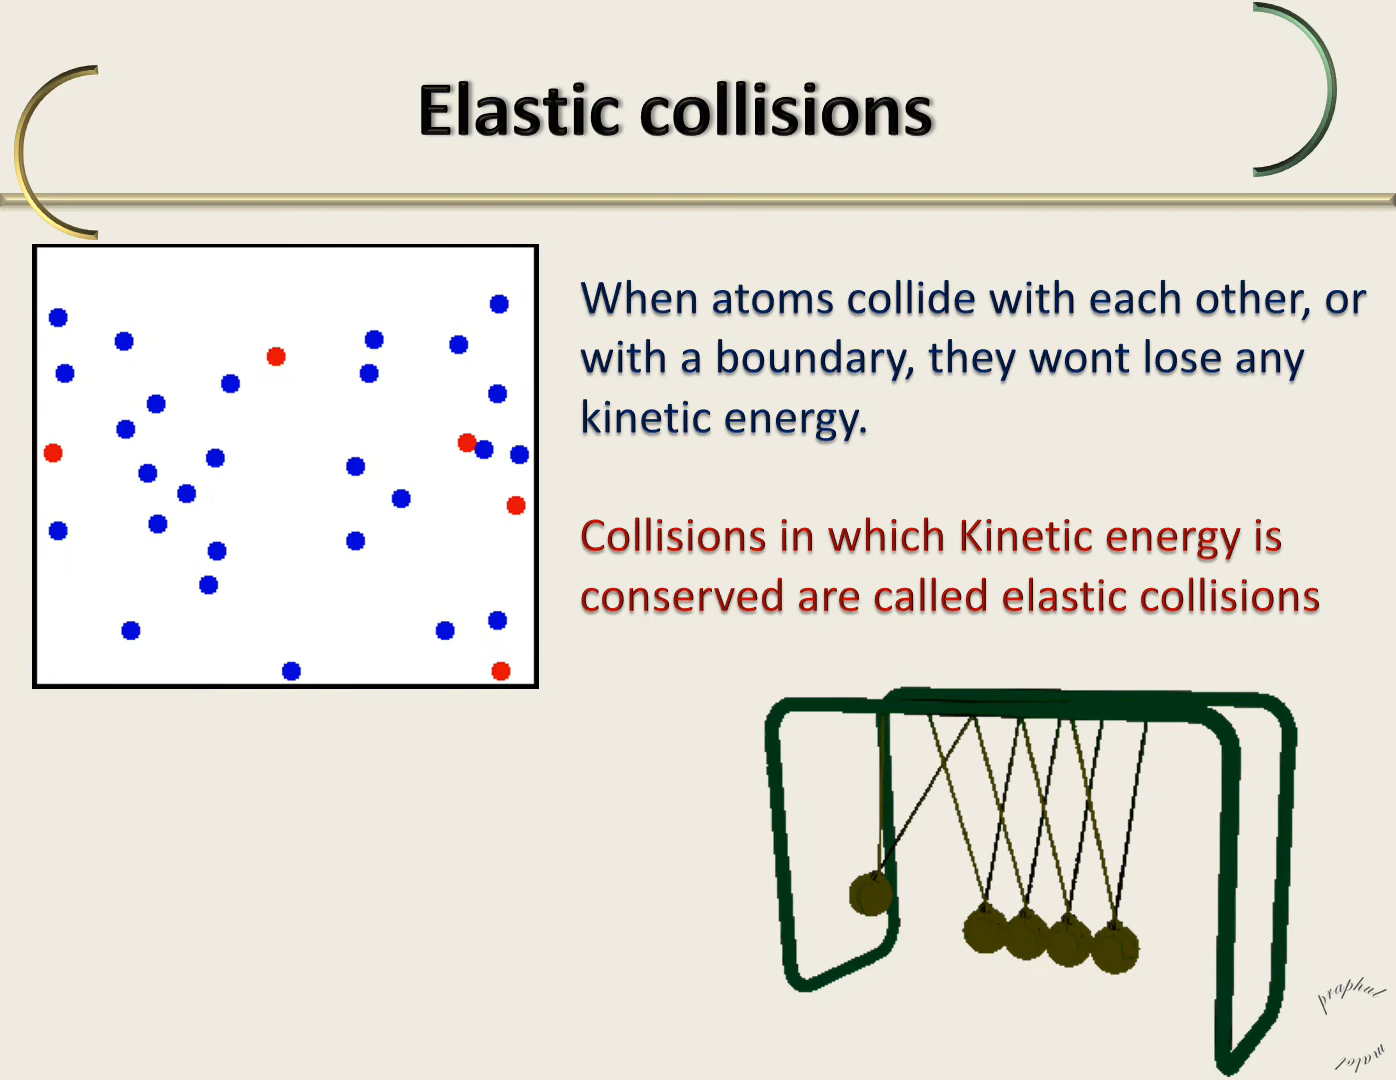 Elastic collisions
When atoms collide with each other, or
with a boundary, they wont lose any
kinetic energy.
Collisions in which Kinetic energy is
conserved are called elastic collisions
praphul